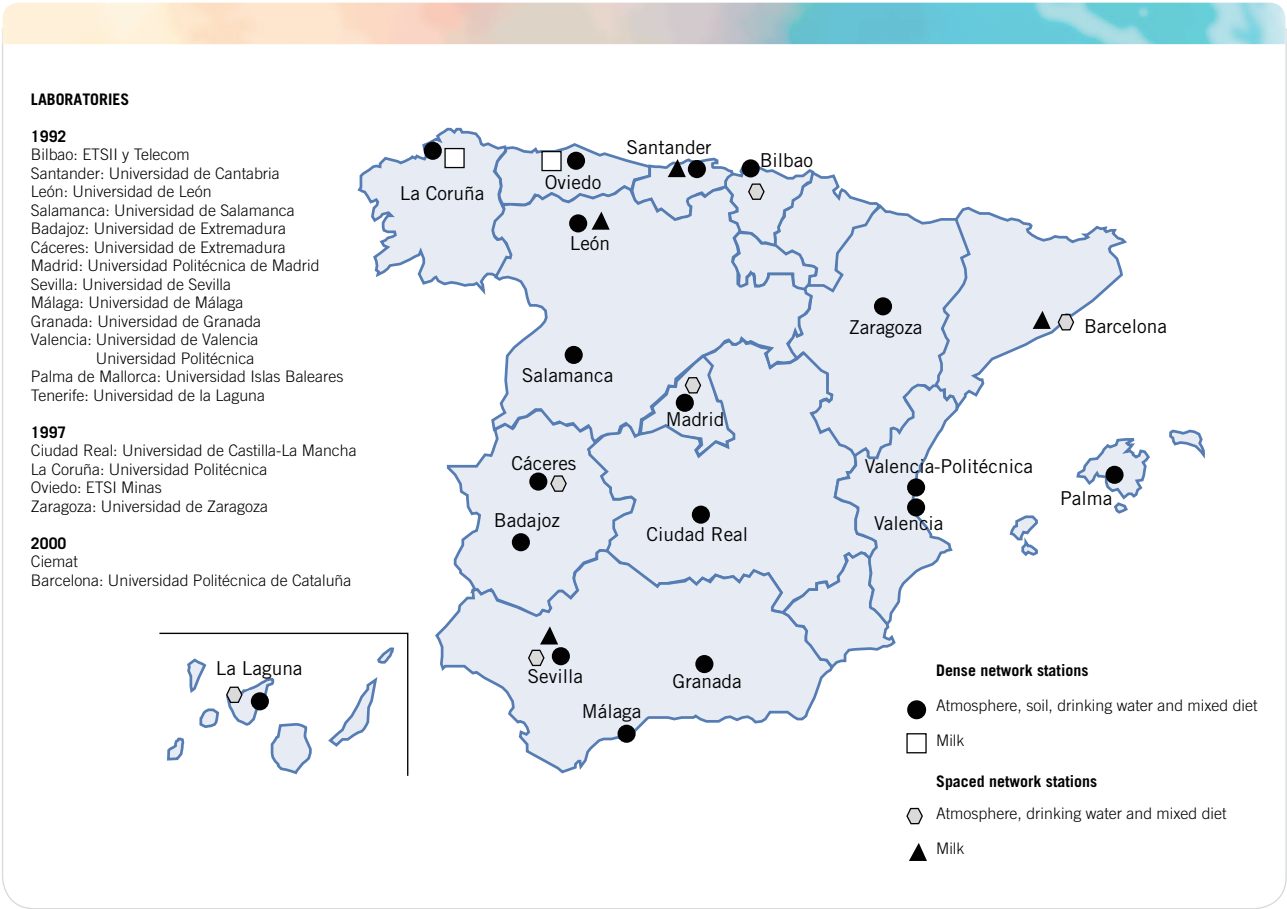 LABORATORIES
1992
Bilbao: ETSII y Telecom
Santander: Universidad de Cantabria
León: Universidad de León
Salamanca: Universidad de Salamanca
Badajoz: Universidad de Extremadura
Cáceres: Universidad de Extremadura
Madrid: Universidad Politécnica de Madrid
Sevilla: Universidad de Sevilla
Málaga: Universidad de Málaga
Granada: Universidad de Granada
Valencia: Universidad de Valencia
Universidad Politécnica
Palma de Mallorca: Universidad Islas Baleares
Tenerife: Universidad de la Laguna
1997
Ciudad Real: Universidad de Castilla-La Mancha
La Coruña: Universidad Politécnica
Oviedo: ETSI Minas
Zaragoza: Universidad de Zaragoza
2000
Ciemat
Barcelona: Universidad Politécnica de Cataluña
Santander
Bilbao
La Coruña
Oviedo
León
Zaragoza
Barcelona
Salamanca
Madrid
Cáceres
Valencia-Politécnica
Palma
Badajoz
Valencia
Ciudad Real
La Laguna
Sevilla
Granada
Málaga
Dense network stations
Atmosphere, soil, drinking water and mixed diet
Milk
Spaced network stations
Atmosphere, drinking water and mixed diet
Milk